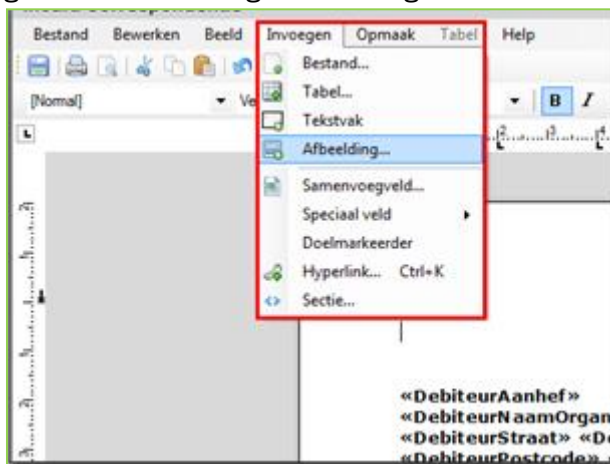 Bestand Bewerken Beeld Invoegen Opmaak Tabel Help
Bestand...
[Normal]
Tabel...
B I
Tekstvak
Afbeelding...
Samenvoegveld...
Speciaal veld
Doelmarkeerder
Hyperlink... Ctrl+K
Sectie...
«DebiteurAanhef»
«DebiteurNaamOrgan
«DebiteurStraat» «De
«DebiteurPostcode»